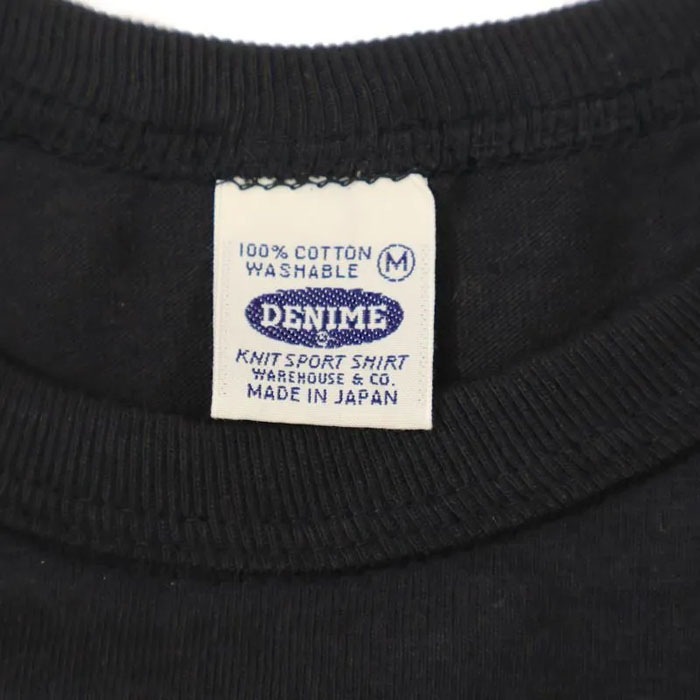 100% COTTON
WASHABLE
M
DENIME
KNIT SPORT SHIRT
WAREHOUSE & CO.
MADE IN JAPAN